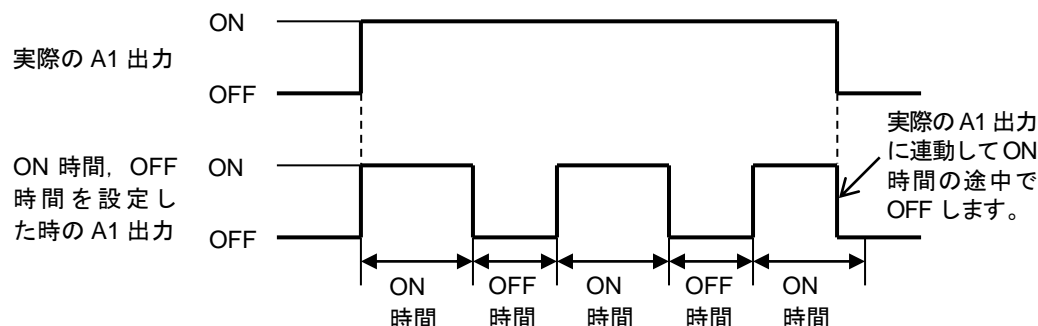 ON
実際の A1 出力
OFF
実際の A1 出力
に連動して ON
時間の途中で
OFF します。
ON 時間，OFF
時間を設定し
た時の A1 出力
ON
OFF
ON
時間
OFF
時間
ON
時間
OFF
時間
ON
時間